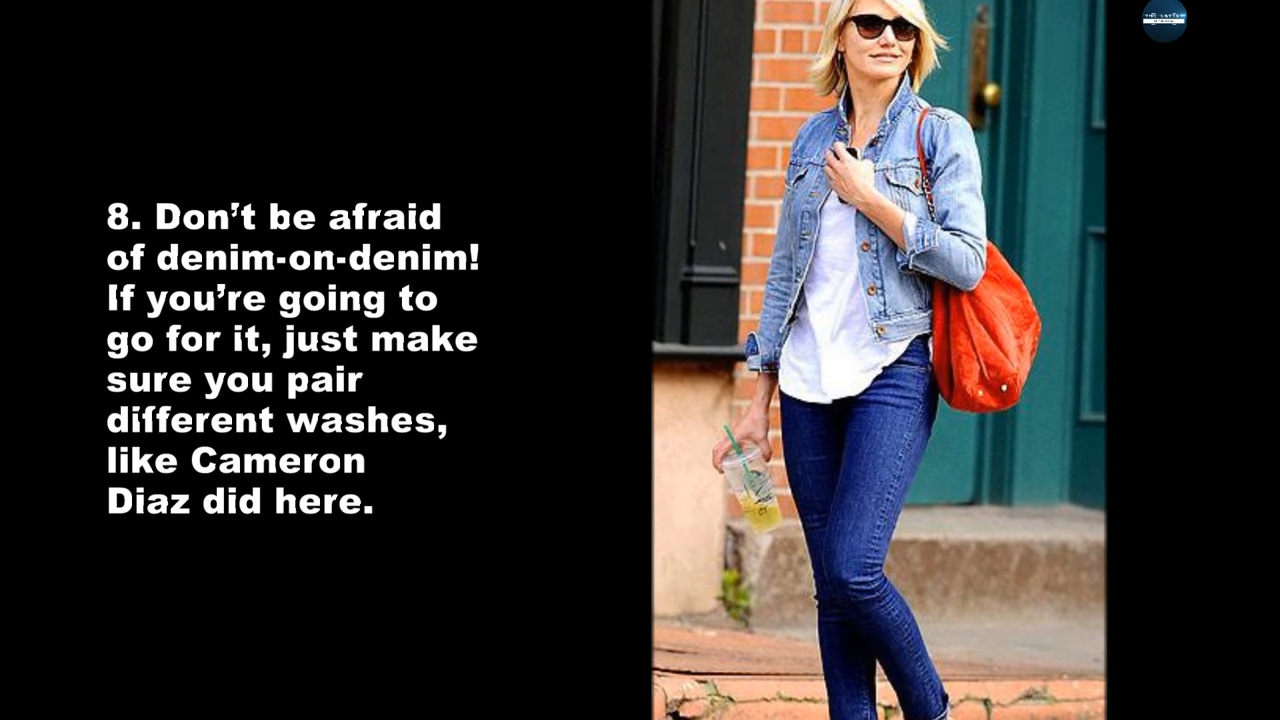 8. Don’t be afraid
of denim-on-denim!
If you’re going to
go for it, just make
sure you pair
different washes,
like Cameron
Diaz did here.